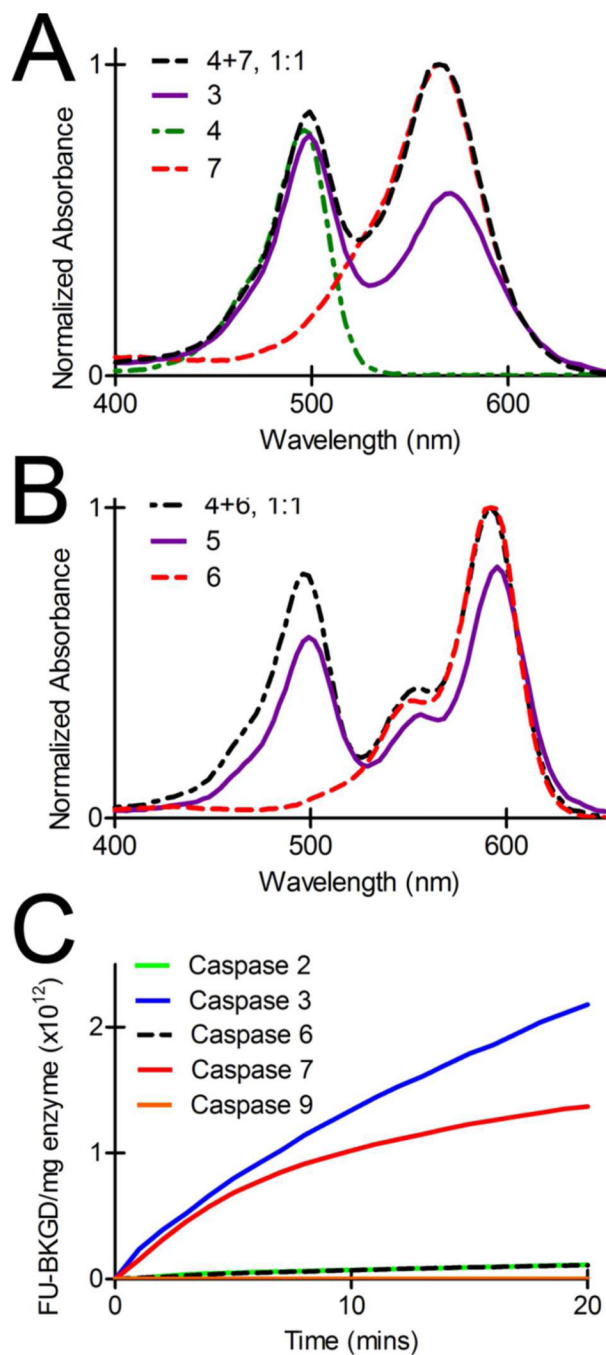 A
1
4+7, 1:1
3
4
7
Normalized Absorbance
0
400
500
600
Wavelength (nm)
B
1
4+6, 1:1
5
6
Normalized Absorbance
0
400
500
600
Wavelength (nm)
C
Caspase 2
Caspase 3
Caspase 6
Caspase 7
Caspase 9
FU-BKGD/mg enzyme (x10¹²)
2
1
0
0
10
20
Time (mins)